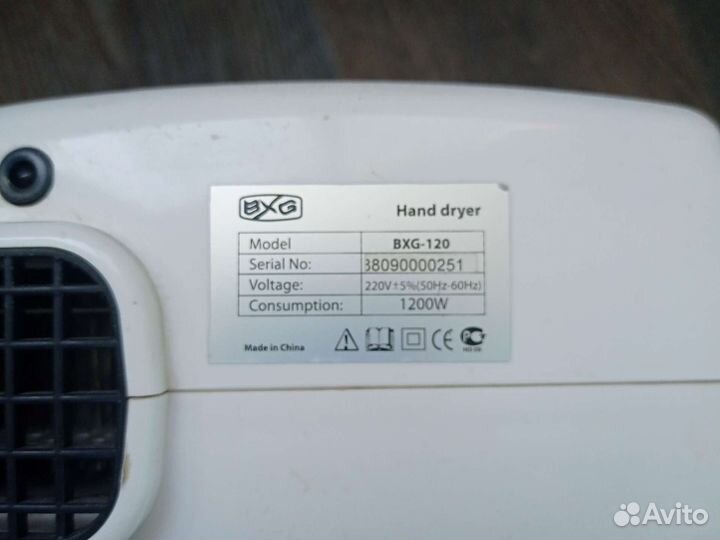 BXG
Hand dryer
Model BXG-120
Serial No: 38090000251
Voltage: 220V±5%(50Hz-60Hz)
Consumption: 1200W
Made in China
CE
Avito